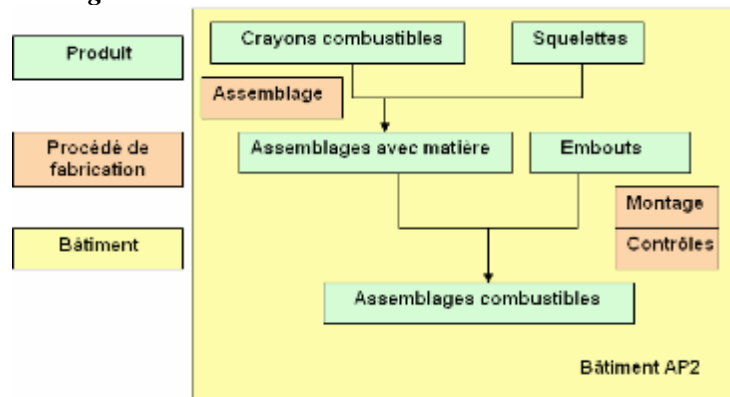 Produit
Procédé de
fabrication
Bâtiment
Crayons combustibles
Squelettes
Assemblage
Assemblages avec matière
Embouts
Montage
Contrôles
Assemblages combustibles
Bâtiment AP2